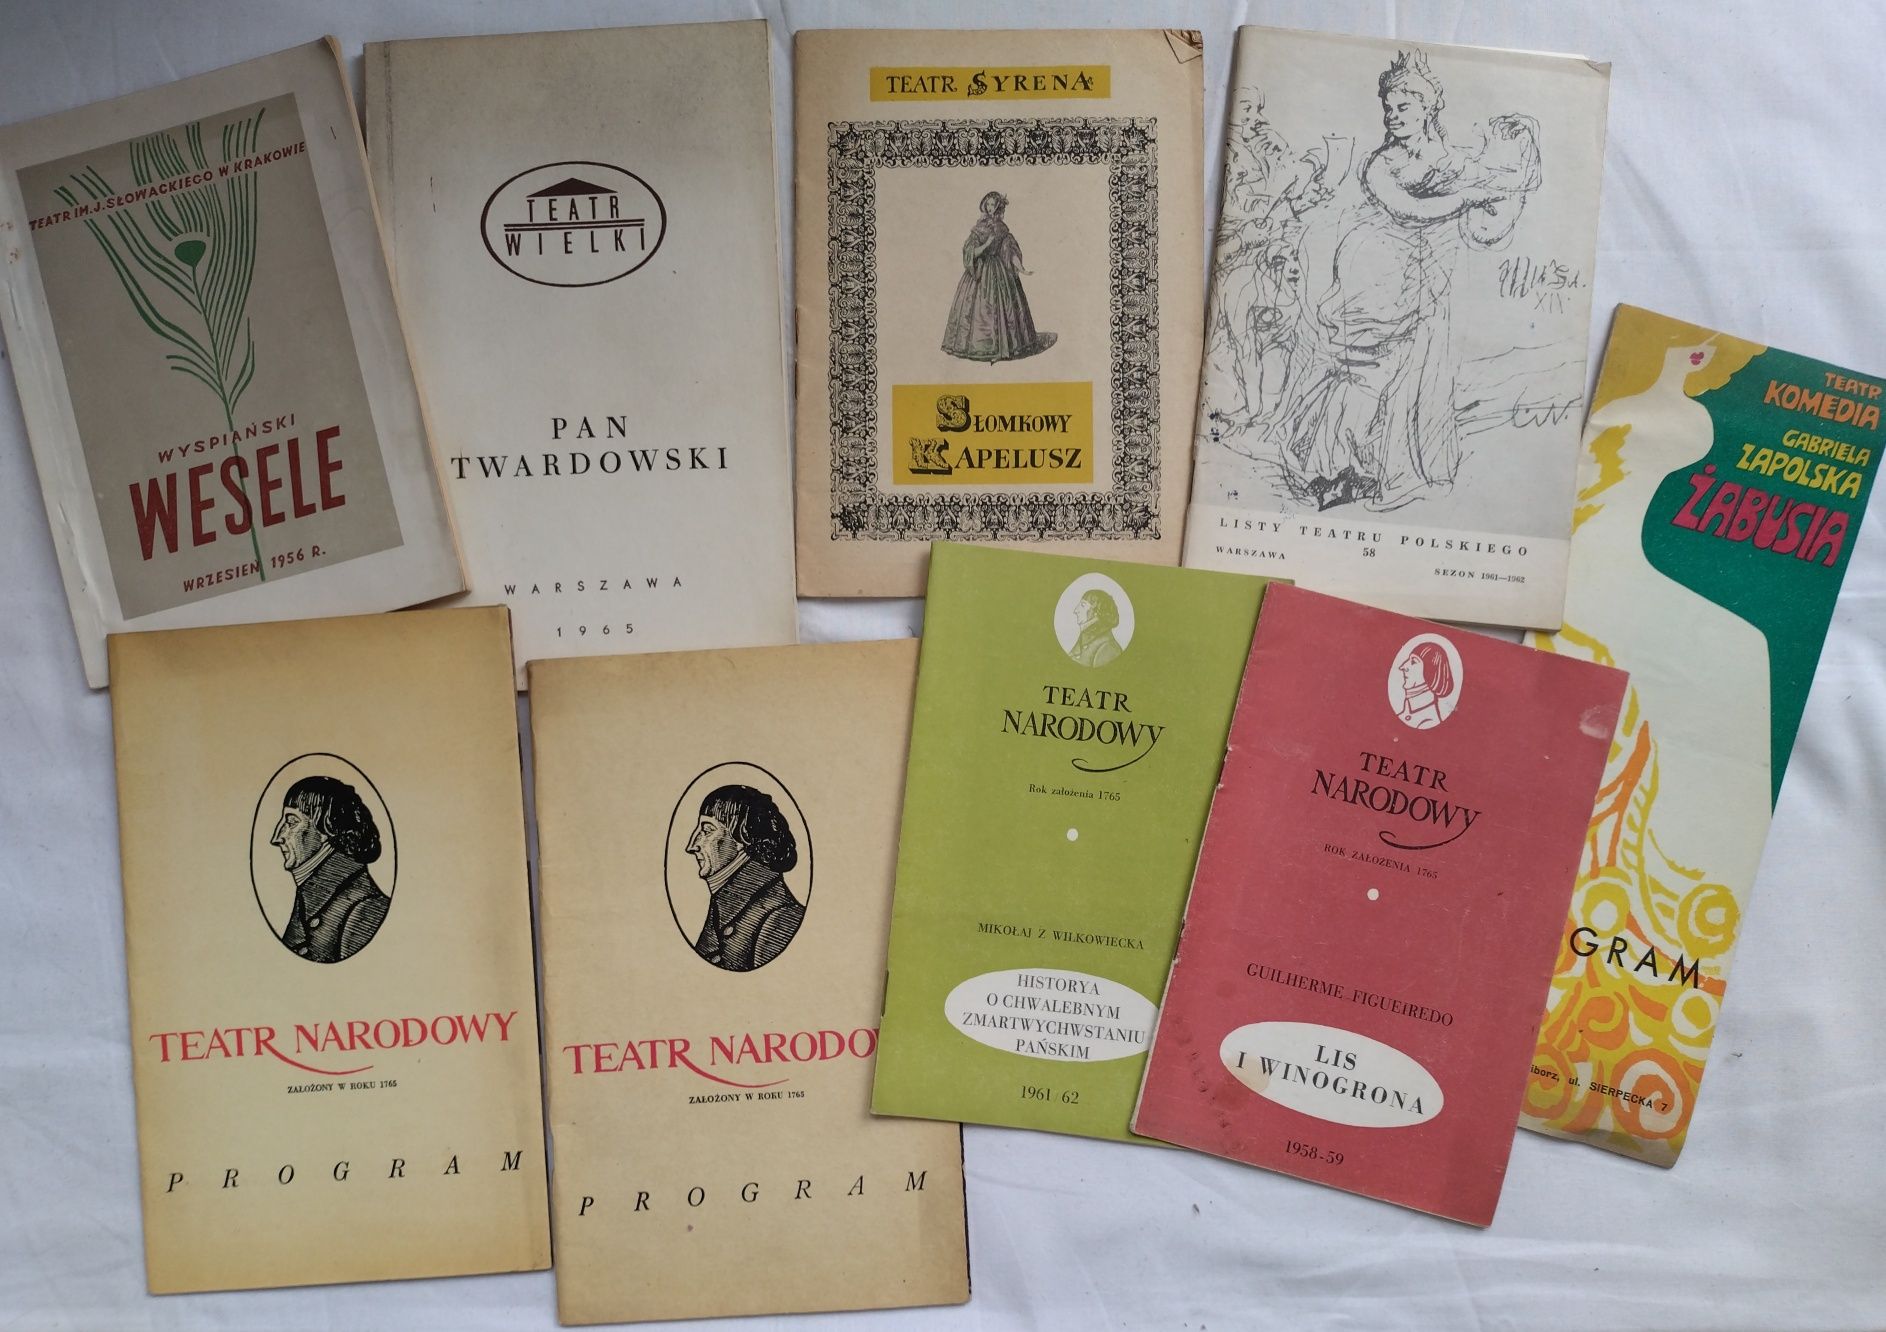 TEATR IM. J. SŁOWACKIEGO W KRAKOWIE
WYSPIAŃSKI
WESELE
WRZESIEŃ 1956 R.
TEATR
WIELKI
PAN
TWARDOWSKI
WARSZAWA
1965
TEATR SYRENA
SŁOMKOWY
KAPELUSZ
LISTY TEATRU POLSKIEGO
WARSZAWA 58
SEZON 1961—1962
TEATR
KOMEDIA
GABRIELA
ZAPOLSKA
ŻABUSIA
GRAM
iborz, ul. SIERPECKA 7
TEATR NARODOWY
ZAŁOŻONY W ROKU 1765
PROGRAM
TEATR NARODO
ZAŁOŻONY W ROKU 1765
PROGRAM
TEATR
NARODOWY
Rok założenia 1765
MIKOŁAJ Z WILKOWIECKA
HISTORYA
O CHWALEBNYM
ZMARTWYCHWSTANIU
PAŃSKIM
1961/62
TEATR
NARODOWY
ROK ZAŁOŻENIA 1765
GUILHERME FIGUEIREDO
LIS
I WINOGRONA
1958-59